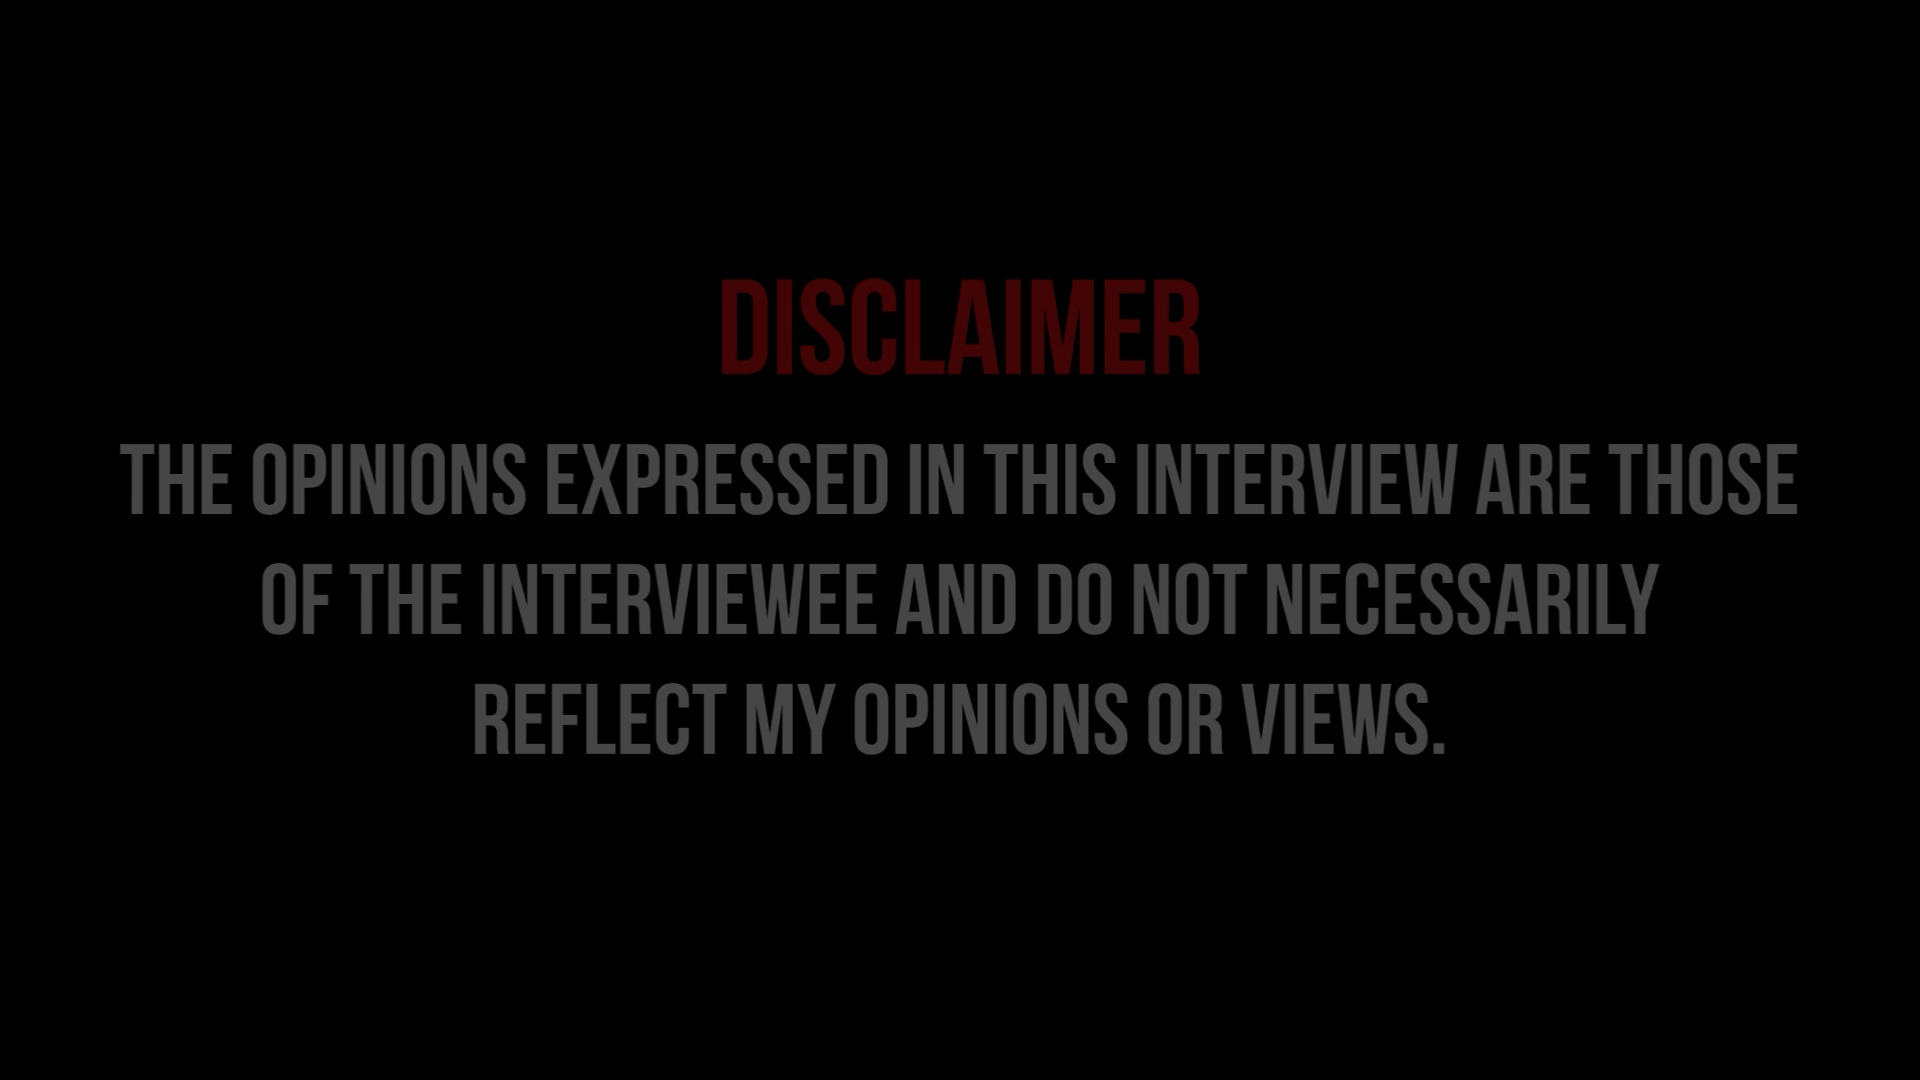 DISCLAIMER
THE OPINIONS EXPRESSED IN THIS INTERVIEW ARE THOSE
OF THE INTERVIEWEE AND DO NOT NECESSARILY
REFLECT MY OPINIONS OR VIEWS.